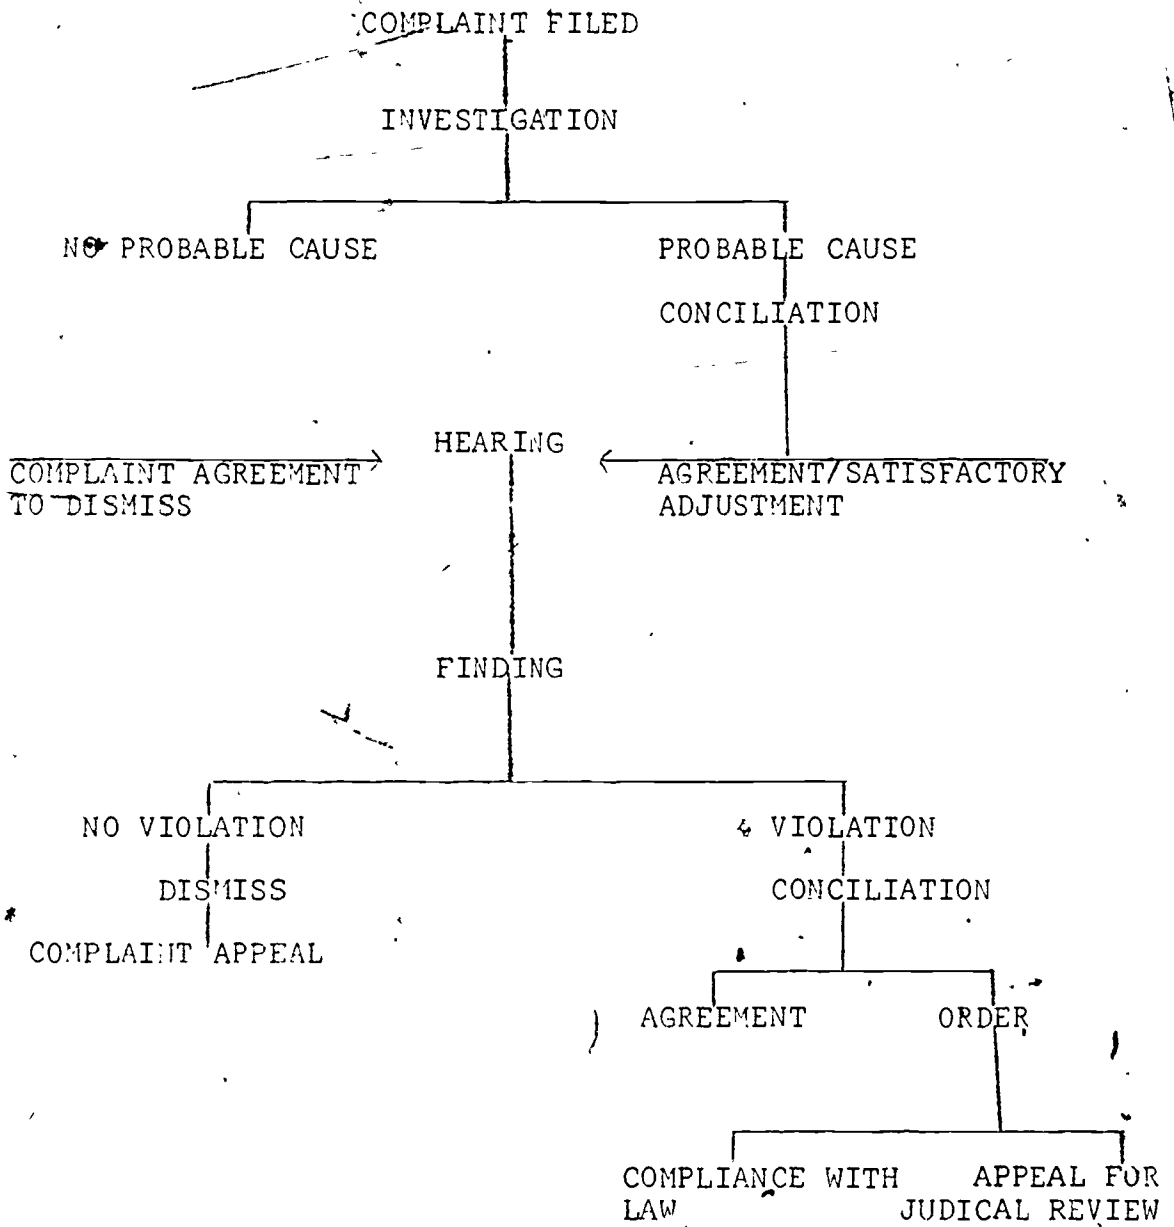 COMPLAINT FILED
INVESTIGATION
NO PROBABLE CAUSE
PROBABLE CAUSE
CONCILIATION
HEARING
COMPLAINT AGREEMENT
TO DISMISS
AGREEMENT/SATISFACTORY
ADJUSTMENT
FINDING
NO VIOLATION
VIOLATION
DISMISS
CONCILIATION
COMPLAINT APPEAL
AGREEMENT
ORDER
COMPLIANCE WITH
LAW
APPEAL FOR
JUDICAL REVIEW